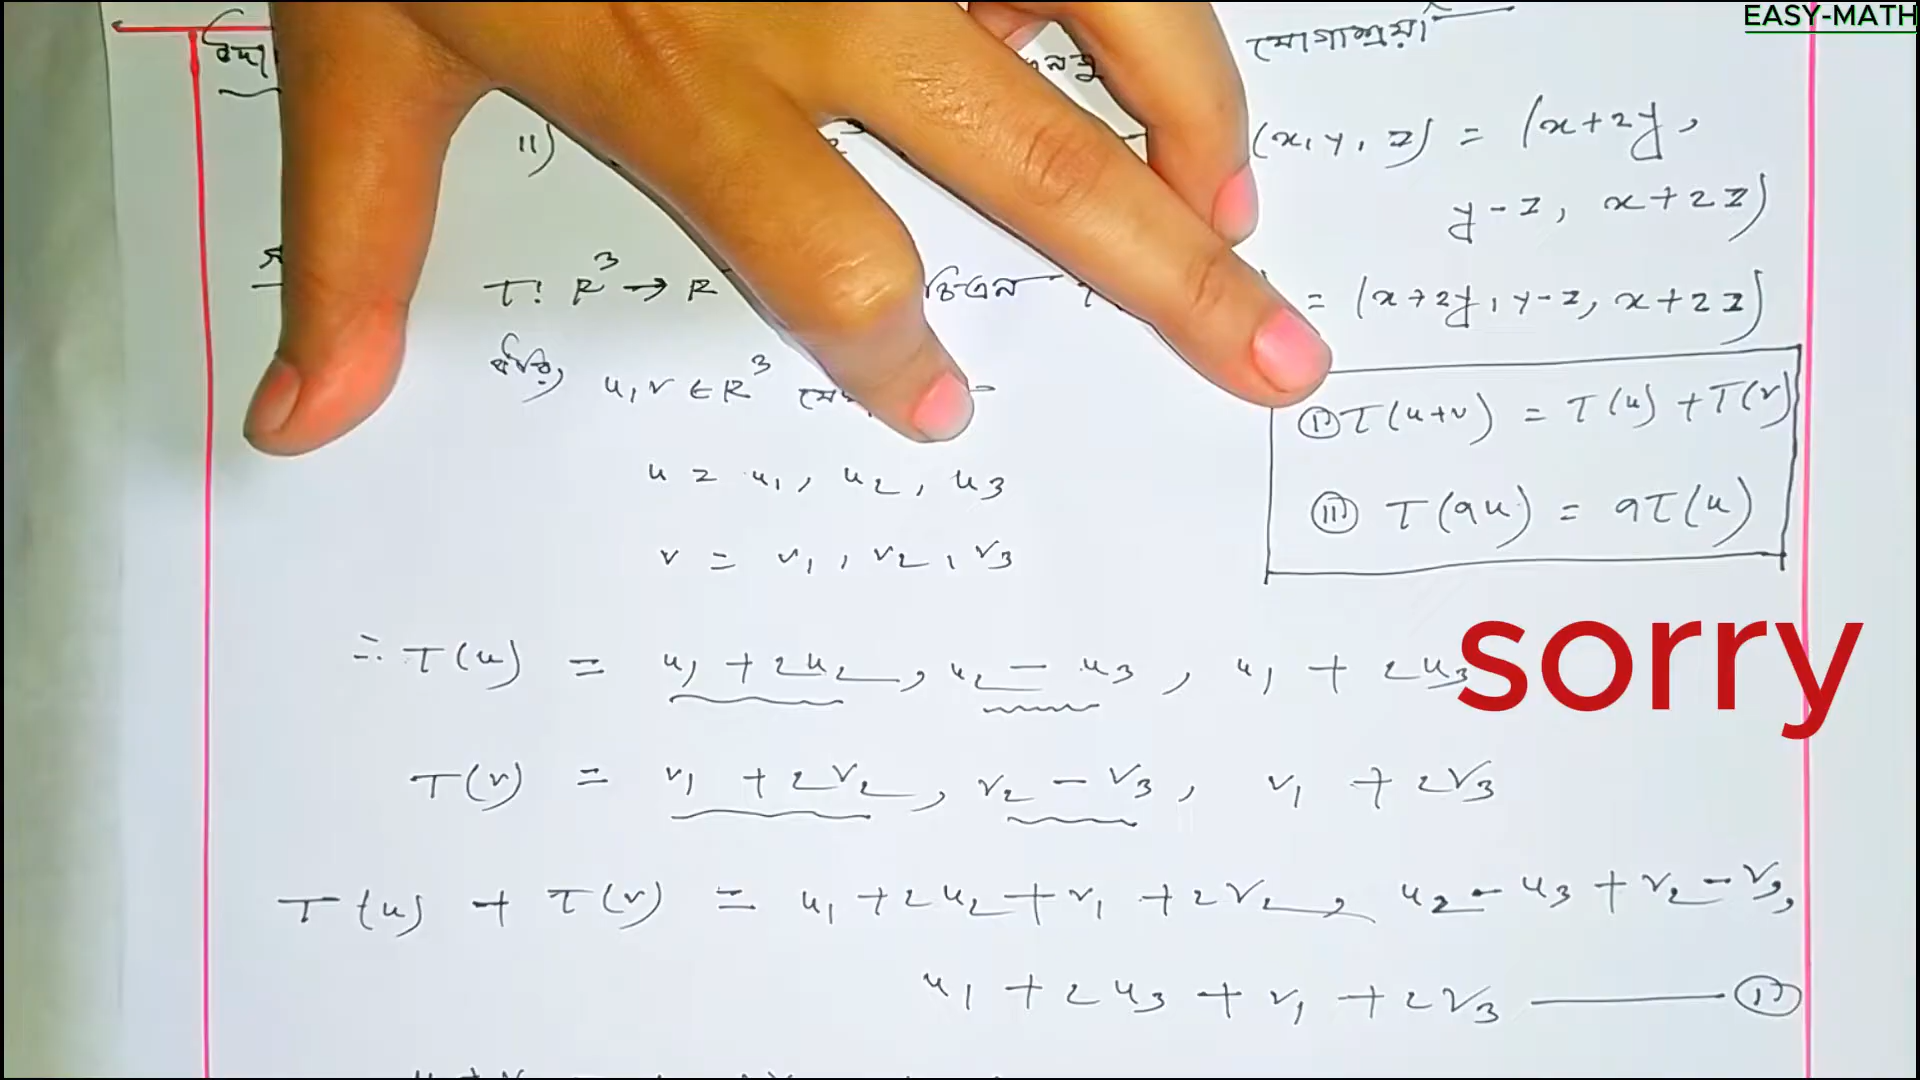 EASY-MATH
যোগাশ্রয়ী
II) (x, y, z) = (x+2y,
y-z, x+2z)
T: R³ → R = (x+2y, y-z, x+2z)
ধরি, u, v ∈ R³
u = u₁, u₂, u₃
v = v₁, v₂, v₃
(I) T(u+v) = T(u) + T(v)
(II) T(au) = aT(u)
sorry
∴ T(u) = u₁ + 2u₂, u₂ - u₃, u₁ + 2u₃
T(v) = v₁ + 2v₂, v₂ - v₃, v₁ + 2v₃
T(u) + T(v) = u₁ + 2u₂ + v₁ + 2v₂, u₂ - u₃ + v₂ - v₃,
u₁ + 2u₃ + v₁ + 2v₃ —— (I)